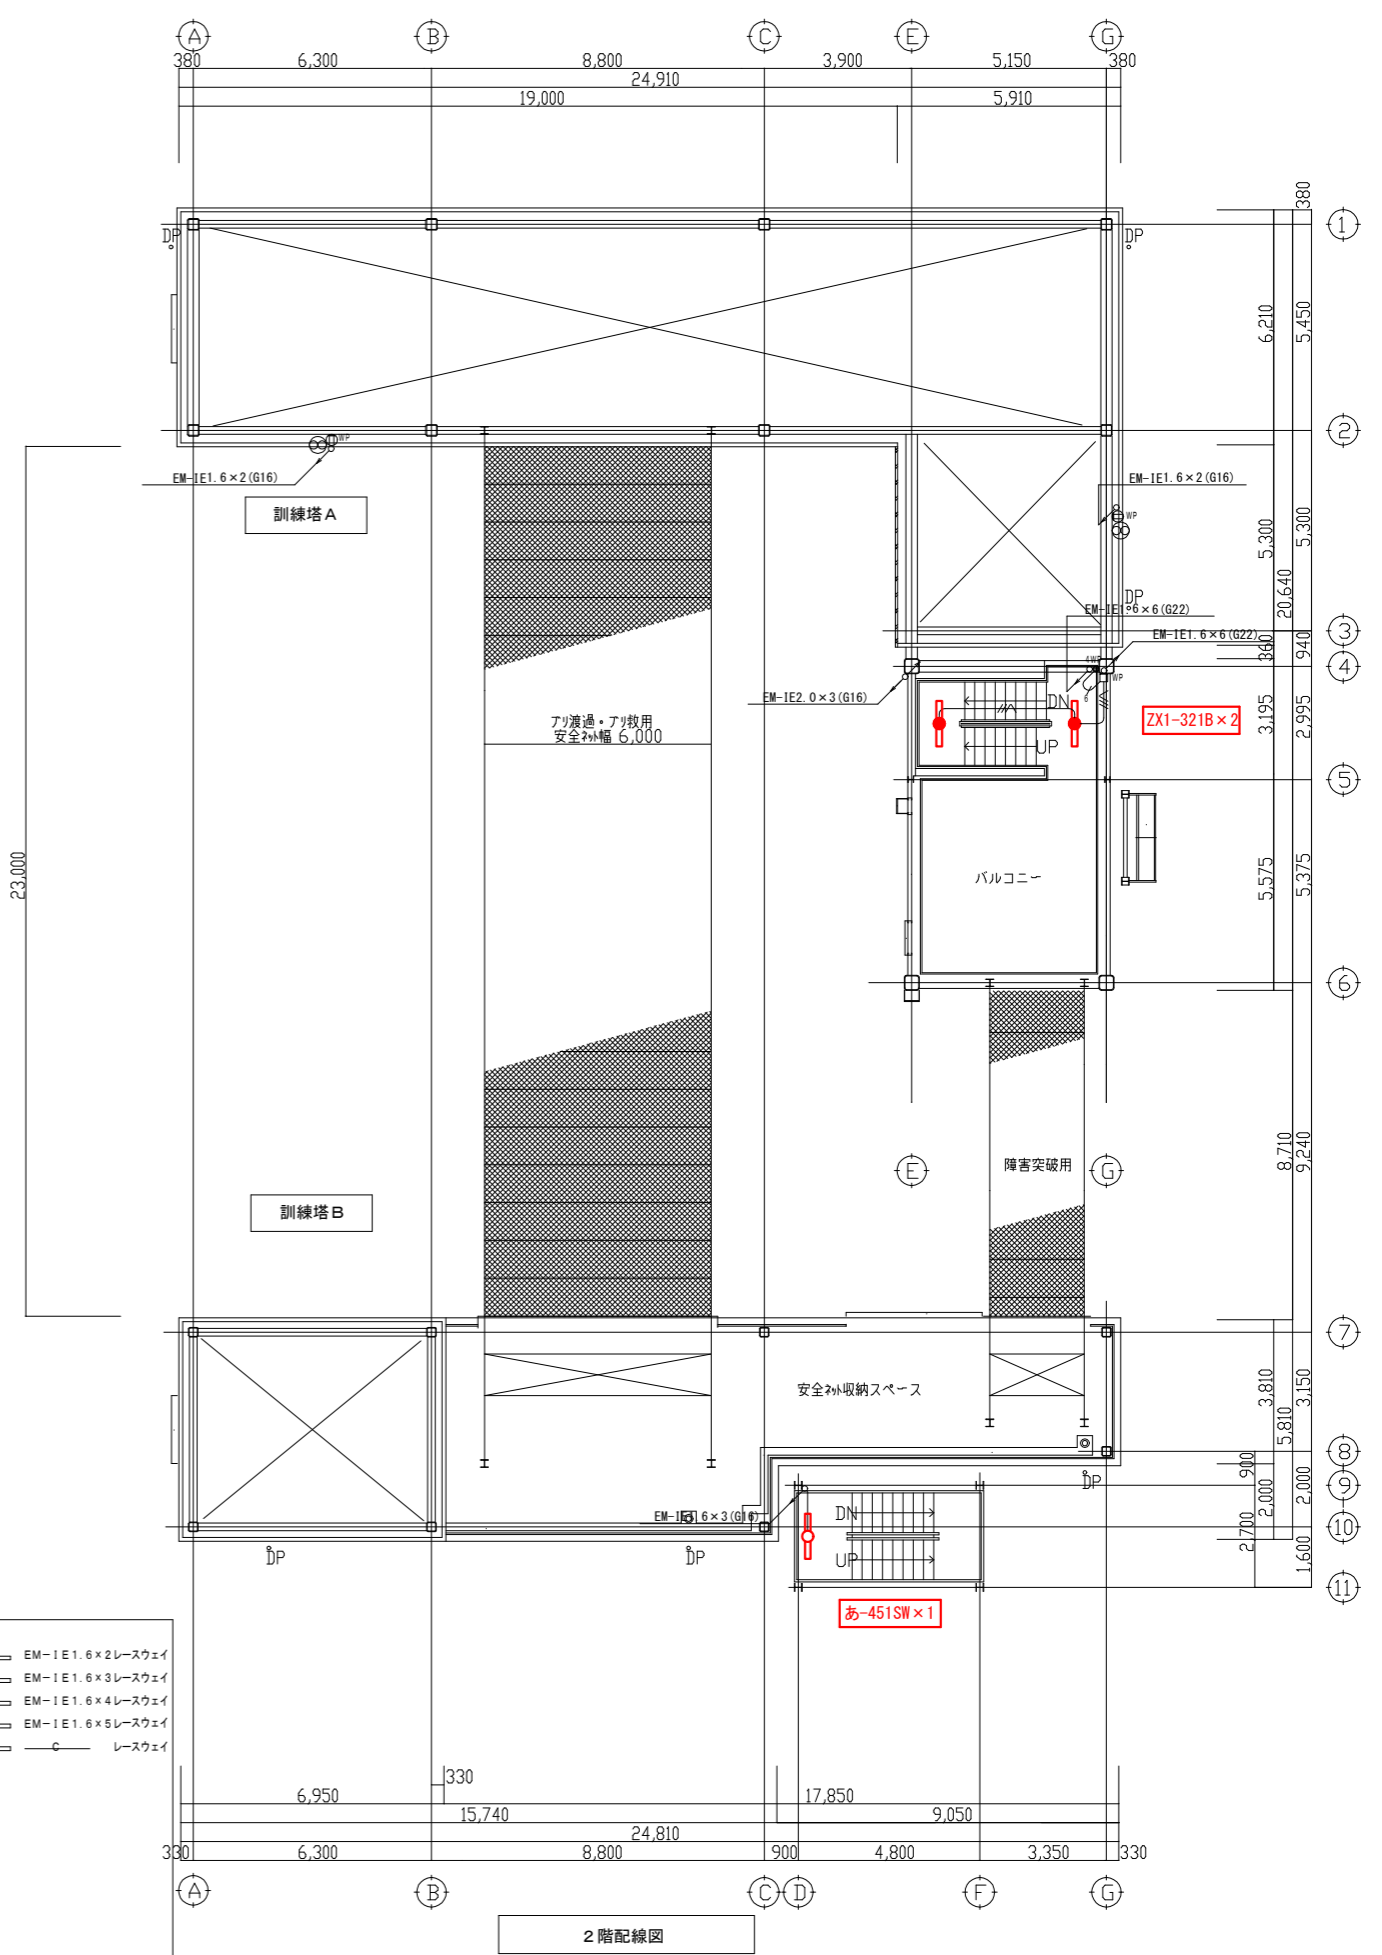 A B C E G
380 6,300 8,800 3,900 5,150 380
24,910
19,000 5,910
380
1
DP DP
6,210 5,450
2
WP
EM-IE1.6×2(G16) EM-IE1.6×2(G16)
WP
訓練塔A
5,300 5,300
20,640
DP
EM-IE1.6×6(G22)
EM-IE1.6×6(G22)
3
360 940
4
4WP
WP
6
EM-IE2.0×3(G16)
DN
UP
ZX1-321B×2
3,195 2,995
5
安全ネット幅 6,000
23,000
バルコニー
5,575 5,375
6
E 障害突破用 G
8,710 9,240
訓練塔B
7
安全ネット収納スペース
3,810 3,150
5,810
8
900
9
DP
2,000 2,000
EM-IE1.6×3(G16)
DN
UP
10
2,700
1,600
DP DP
11
あ-451SW×1
EM-IE1.6×2レースウェイ
EM-IE1.6×3レースウェイ
EM-IE1.6×4レースウェイ
EM-IE1.6×5レースウェイ
C レースウェイ
330
6,950 17,850
15,740 9,050
24,810
330 6,300 8,800 900 4,800 3,350 330
A B C D F G
2階配線図